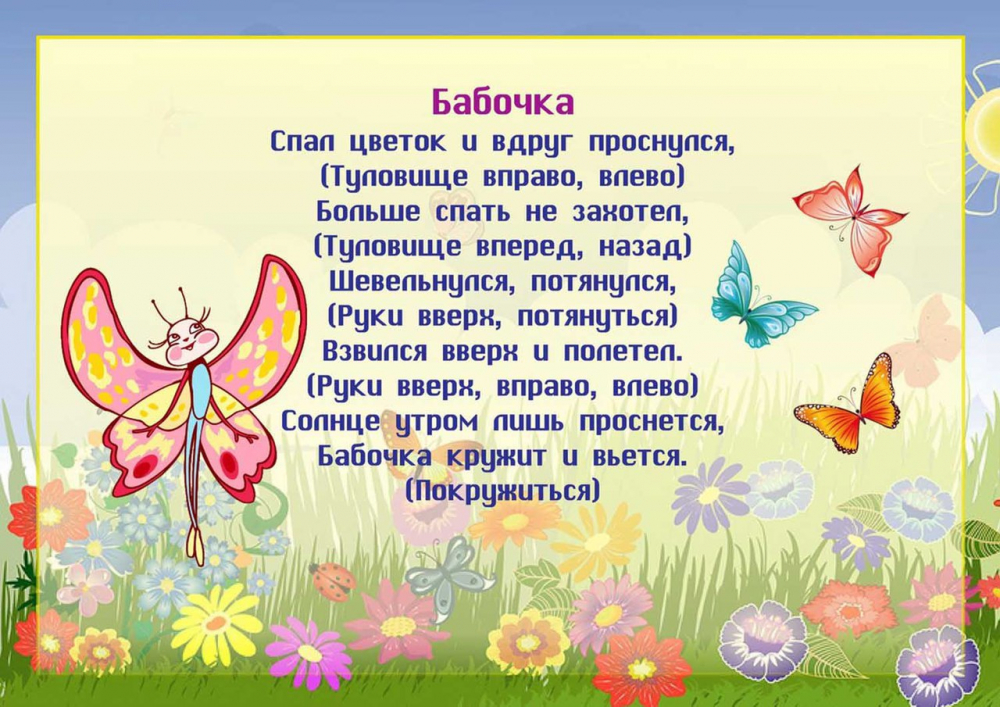 Бабочка
Спал цветок и вдруг проснулся,
(Туловище вправо, влево)
Больше спать не захотел,
(Туловище вперед, назад)
Шевельнулся, потянулся,
(Руки вверх, потянуться)
Взвился вверх и полетел.
(Руки вверх, вправо, влево)
Солнце утром лишь проснется,
Бабочка кружит и вьется.
(Покружиться)